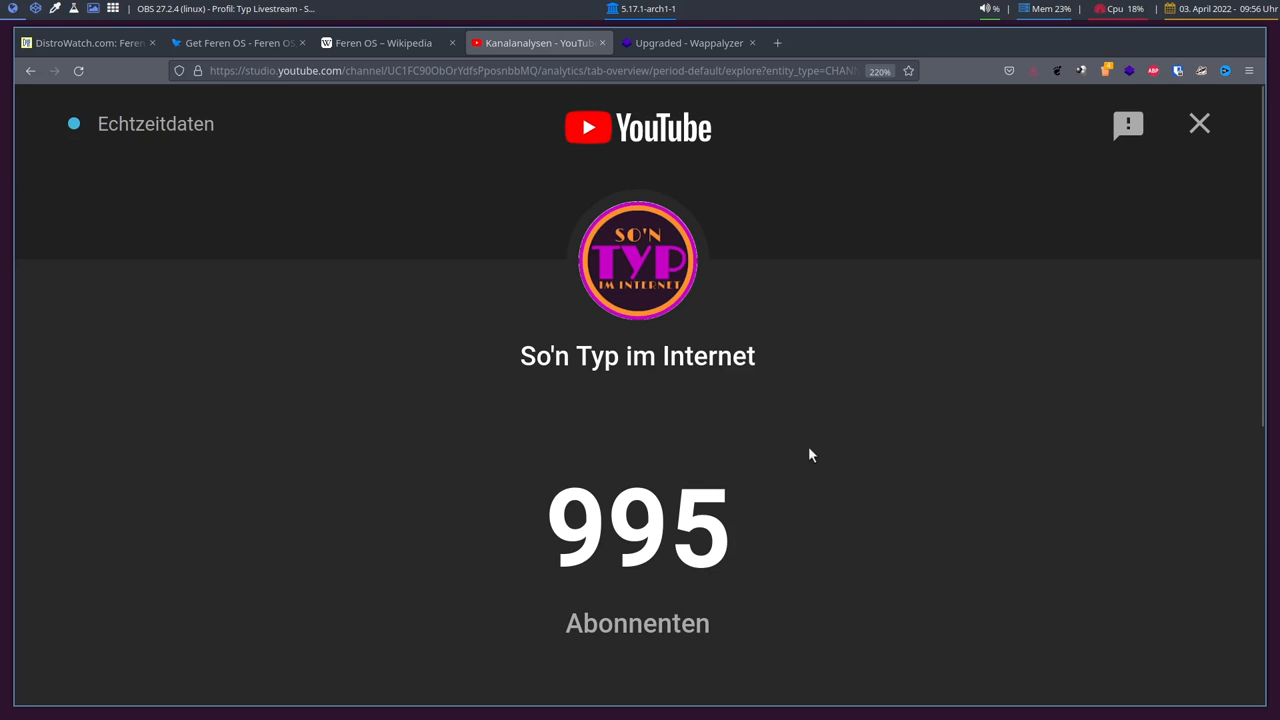 OBS 27.2.4 (linux) - Profil: Typ Livestream - S...
5.17.1-arch1-1
% | Mem 23% | Cpu 18% | 03. April 2022 - 09:56 Uhr
DistroWatch.com: Feren
Get Feren OS - Feren OS
Feren OS – Wikipedia
Kanalanalysen - YouTub
Upgraded - Wappalyzer
https://studio.youtube.com/channel/UC1FC90ObOrYdfsPposnbbMQ/analytics/tab-overview/period-default/explore?entity_type=CHAN
220%
Echtzeitdaten
YouTube
SO'N
TYP
IM INTERNET
So'n Typ im Internet
995
Abonnenten